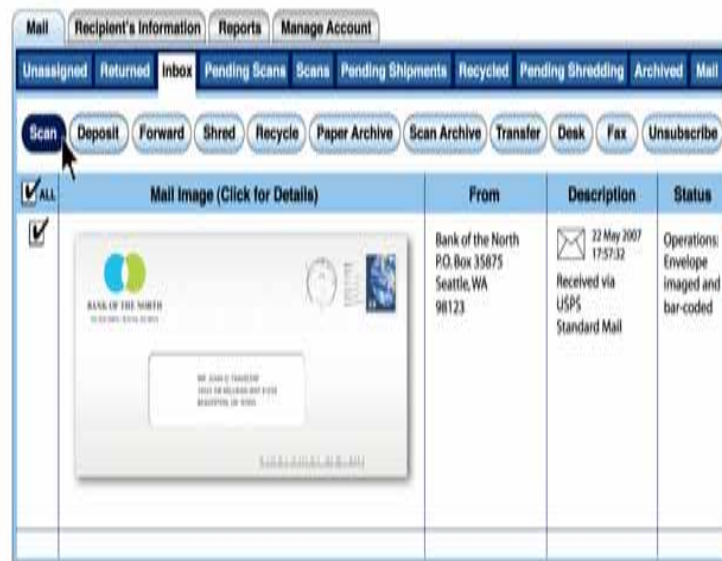 Mail Recipient's Information Reports Manage Account
Unassigned Returned Inbox Pending Scans Scans Pending Shipments Recycled Pending Shredding Archived Mail
Scan Deposit Forward Shred Recycle Paper Archive Scan Archive Transfer Desk Fax Unsubscribe
ALL Mail Image (Click for Details) From Description Status
BANK OF THE NORTH
Bank of the North
P.O. Box 35875
Seattle, WA
98123
22 May 2007
17:57:32
Received via
USPS
Standard Mail
Operations:
Envelope
imaged and
bar-coded